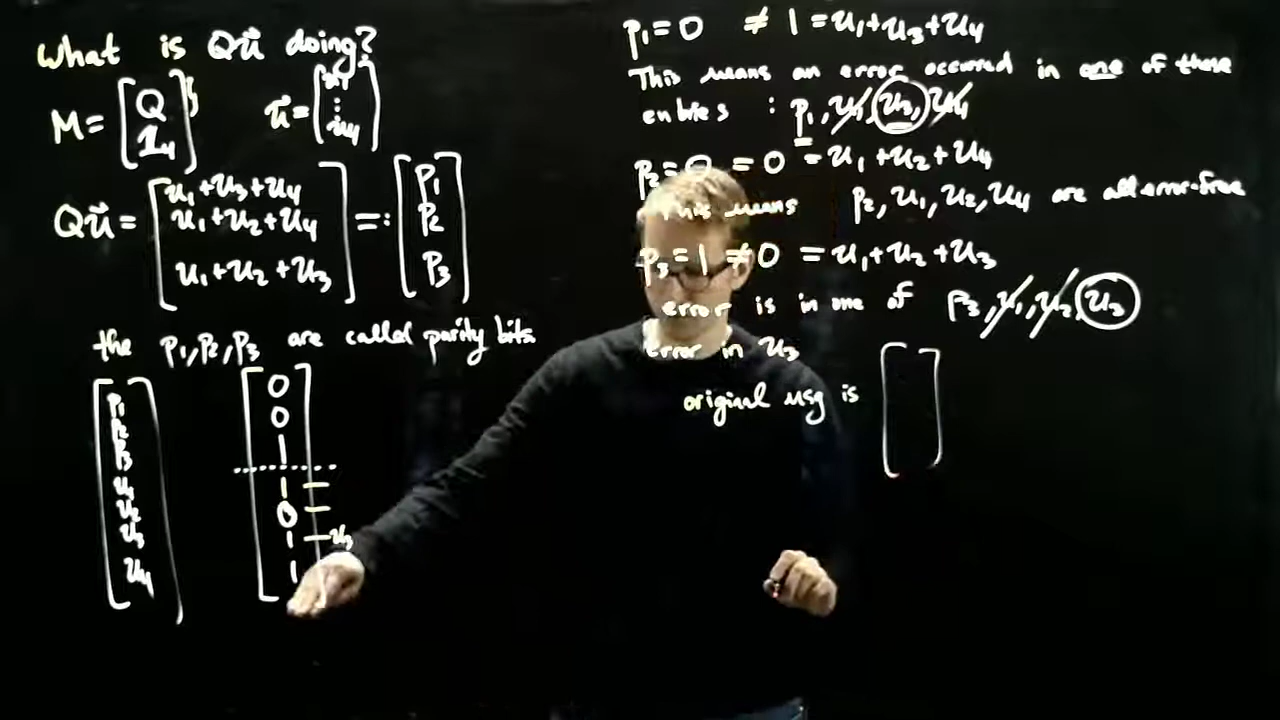 What is Qu⃗ doing?
M = [Q
1₄] u⃗ = [
⋮
u₄]
Qu⃗ = [u₁+u₃+u₄
u₁+u₂+u₄
u₁+u₂+u₃] =: [p₁
p₂
p₃]
the p₁, p₂, p₃ are called parity bits
[p₁
p₂
p₃
u₁
u₂
u₃
u₄]
[0
0
1
1
0
1 u₃
1]
p₁ = 0 ≠ 1 = u₁+u₃+u₄
This means an error occurred in one of these
entries : p₁, u₁, u₃, u₄
p₂ = 0 = 0 = u₁+u₂+u₄
This means p₂, u₁, u₂, u₄ are all error-free
p₃ = 1 ≠ 0 = u₁+u₂+u₃
error is in one of p₃, u₁, u₂, u₃
error in u₃
original msg is [ ]